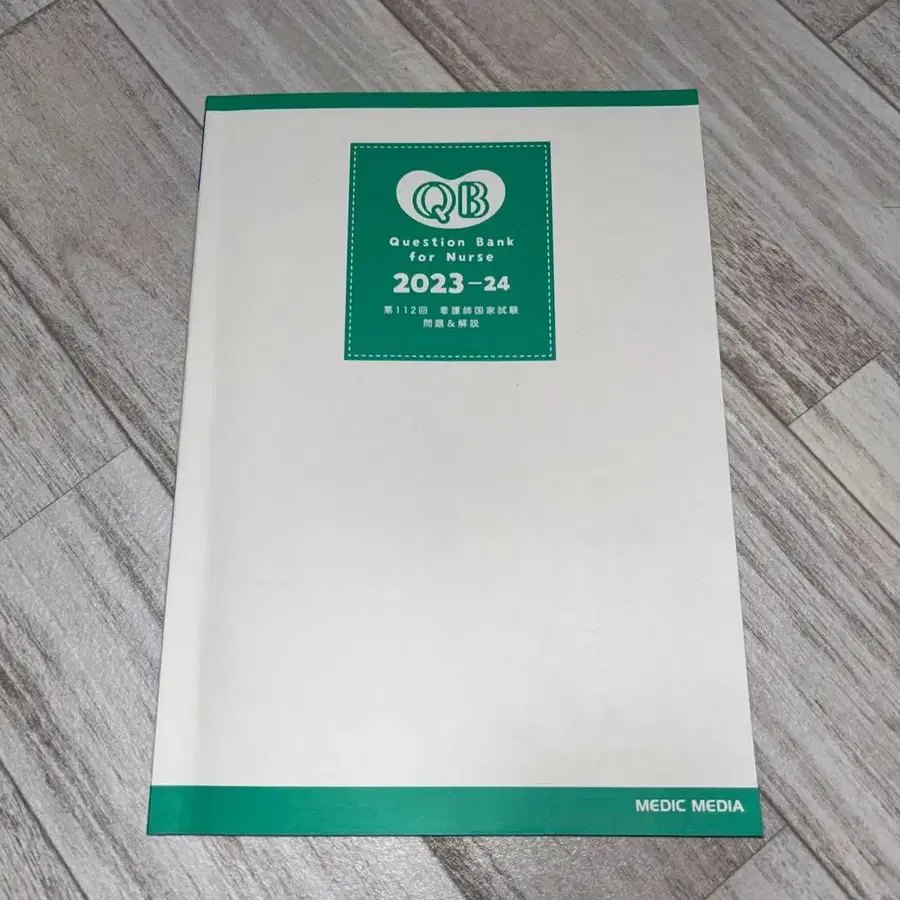 QB
Question Bank
for Nurse
2023-24
第112回 看護師国家試験
問題&解説
MEDIC MEDIA